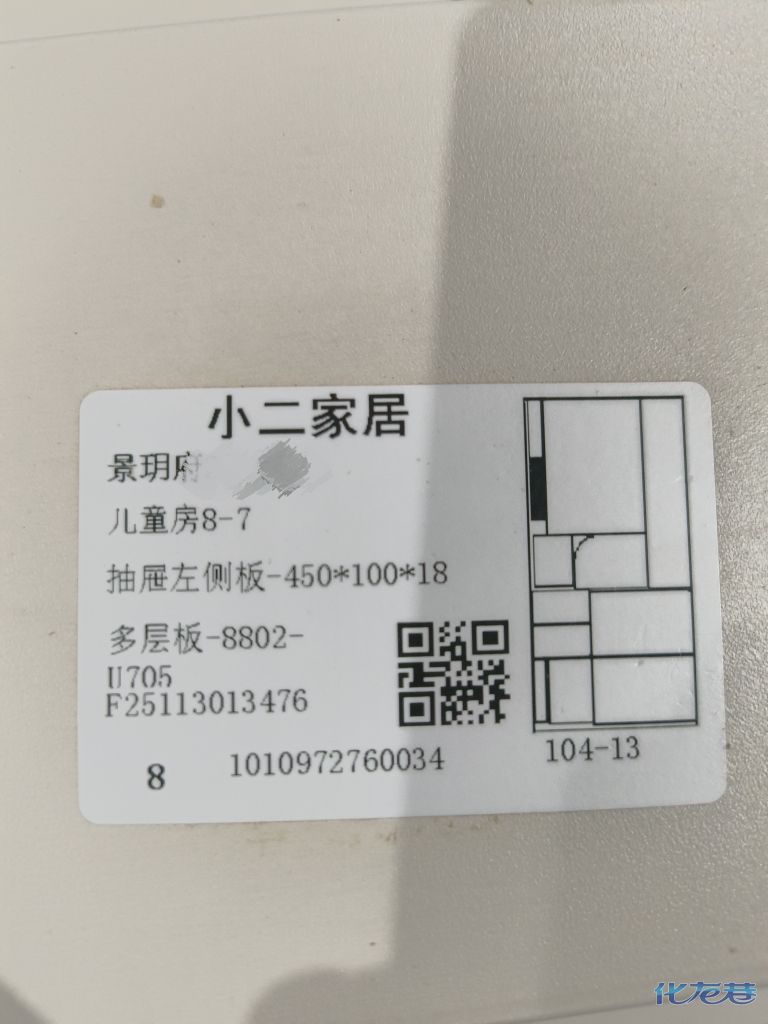 小二家居
景玥府
儿童房8-7
抽屉左侧板-450*100*18
多层板-8802-
U705
F25113013476
8
1010972760034
104-13
化龙巷